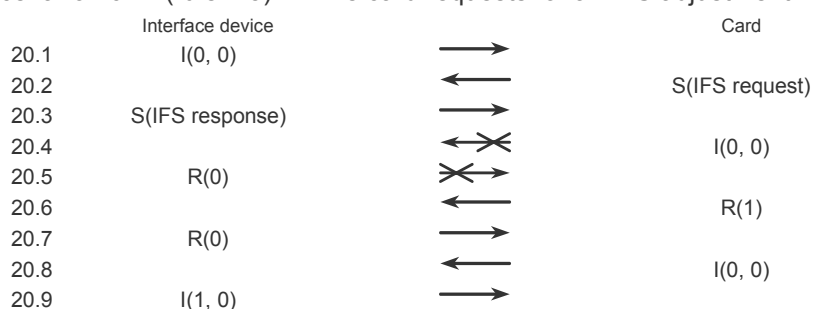 Interface device Card
20.1 I(0, 0)
20.2 S(IFS request)
20.3 S(IFS response)
20.4 I(0, 0)
20.5 R(0)
20.6 R(1)
20.7 R(0)
20.8 I(0, 0)
20.9 I(1, 0)